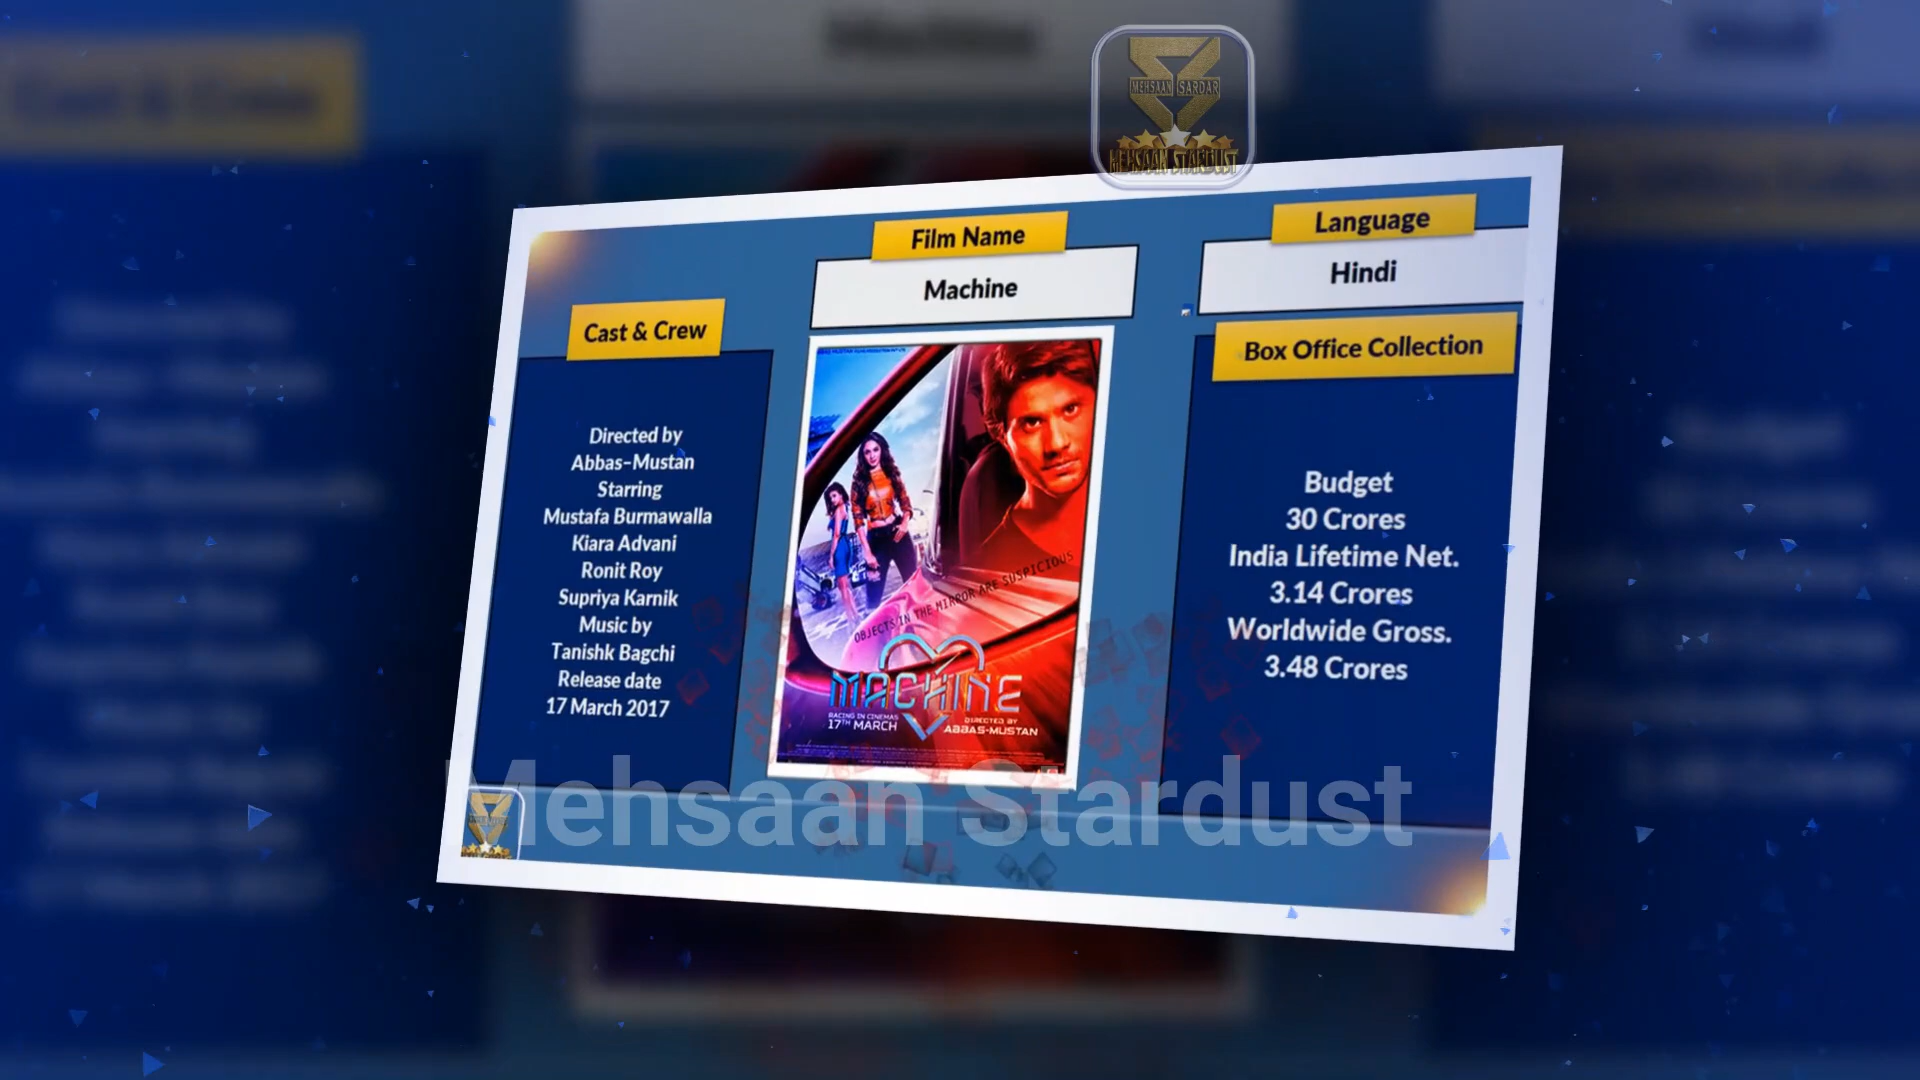 MEHSAAN SARDAR
MEHSAAN STARDUST
Film Name
Machine
Language
Hindi
Cast & Crew
Directed by
Abbas–Mustan
Starring
Mustafa Burmawalla
Kiara Advani
Ronit Roy
Supriya Karnik
Music by
Tanishk Bagchi
Release date
17 March 2017
OBJECTS IN THE MIRROR ARE SUSPICIOUS
MACHINE
RACING IN CINEMAS
17TH MARCH
DIRECTED BY
ABBAS-MUSTAN
Box Office Collection
Budget
30 Crores
India Lifetime Net.
3.14 Crores
Worldwide Gross.
3.48 Crores
Mehsaan Stardust